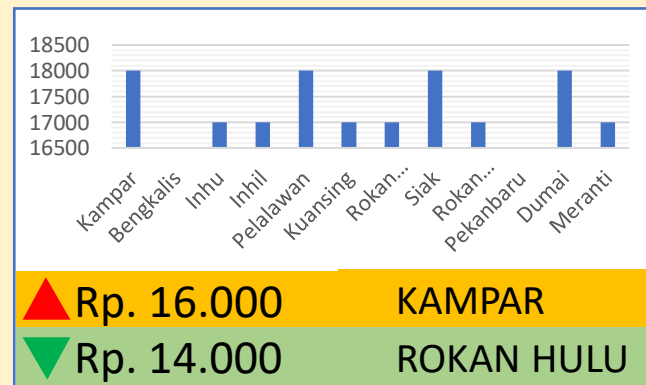 18500
18000
17500
17000
16500
Kampar
Bengkalis
Inhu
Inhil
Pelalawan
Kuansing
Rokan...
Siak
Rokan...
Pekanbaru
Dumai
Meranti
Rp. 16.000 KAMPAR
Rp. 14.000 ROKAN HULU